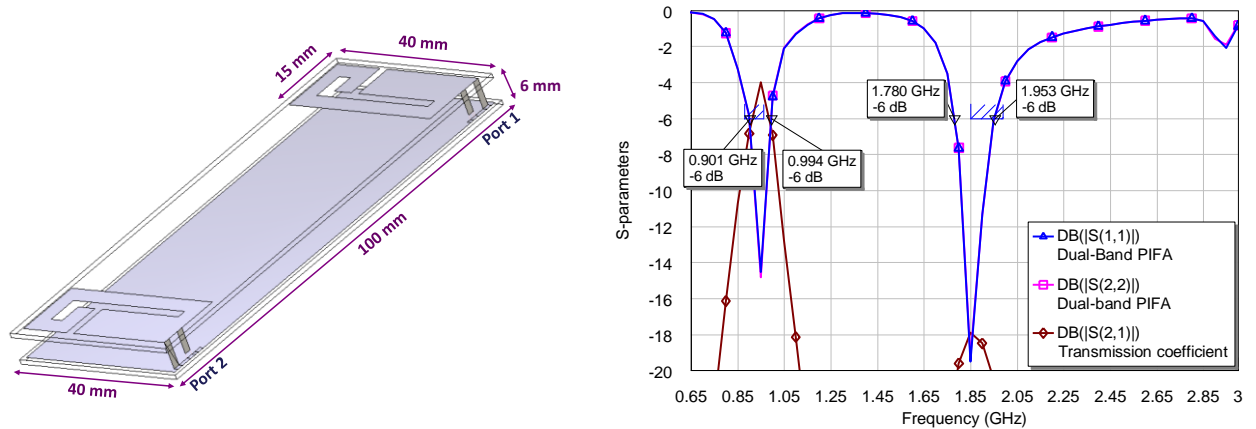 40 mm
15 mm
6 mm
Port 1
100 mm
Port 2
40 mm
S-parameters
0
-2
-4
-6
-8
-10
-12
-14
-16
-18
-20
1.780 GHz
-6 dB
1.953 GHz
-6 dB
0.901 GHz
-6 dB
0.994 GHz
-6 dB
DB(|S(1,1)|)
Dual-Band PIFA
DB(|S(2,2)|)
Dual-band PIFA
DB(|S(2,1)|)
Transmission coefficient
0.65 0.85 1.05 1.25 1.45 1.65 1.85 2.05 2.25 2.45 2.65 2.85 3
Frequency (GHz)